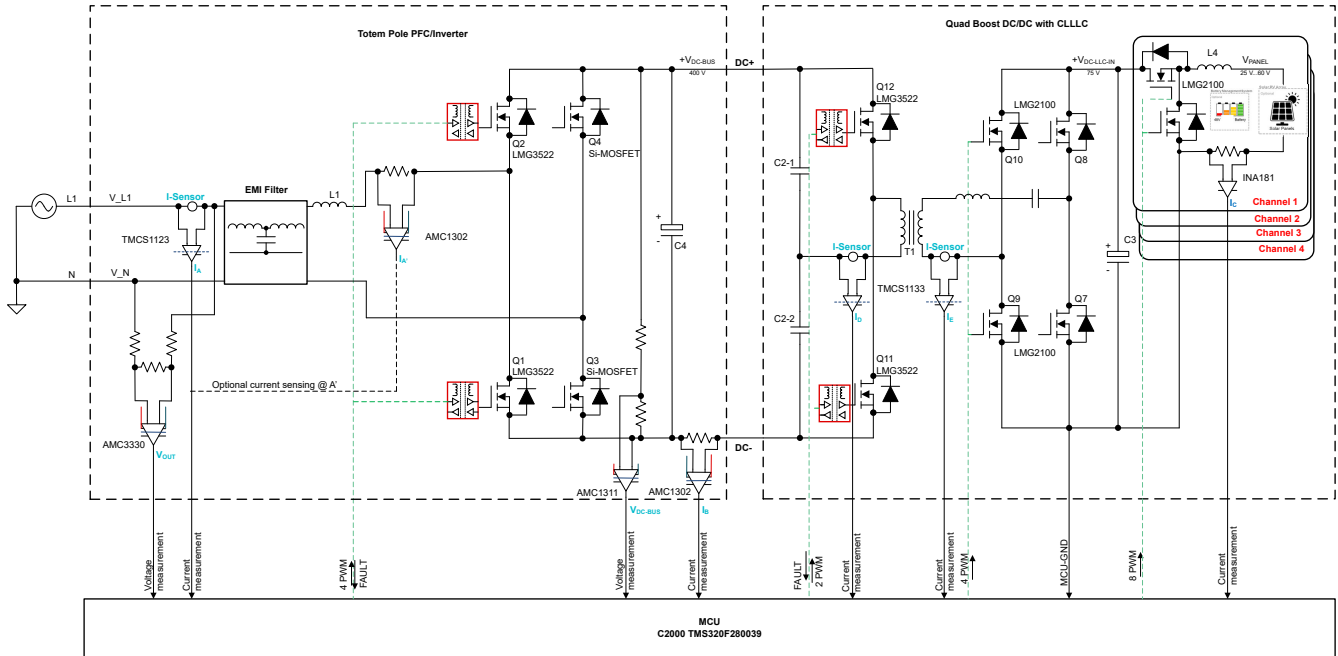 Totem Pole PFC/Inverter
Quad Boost DC/DC with CLLLC
+VDC-BUS
400 V
DC+
+VDC-LLC-IN
75 V
L4
VPANEL
25 V...60 V
LMG2100
48V
Battery
Solar Panels
INA181
IC
Channel 1
Channel 2
Channel 3
Channel 4
Q2
LMG3522
Q4
Si-MOSFET
Q12
LMG3522
LMG2100
Q10
Q8
C2-1
L1
V_L1
I-Sensor
EMI Filter
L1
TMCS1123
IA
AMC1302
IA'
+
-
C4
I-Sensor
T1
I-Sensor
TMCS1133
ID
IE
+
-
C3
N
V_N
C2-2
Q9
Q7
LMG2100
Q1
LMG3522
Q3
Si-MOSFET
Q11
LMG3522
Optional current sensing @ A'
AMC3330
VOUT
DC-
AMC1311
AMC1302
VDC-BUS
IB
Voltage
measurement
Current
measurement
4 PWM
FAULT
Voltage
measurement
Current
measurement
FAULT
2 PWM
Current
measurement
Current
measurement
4 PWM
MCU-GND
8 PWM
Current
measurement
MCU
C2000 TMS320F280039